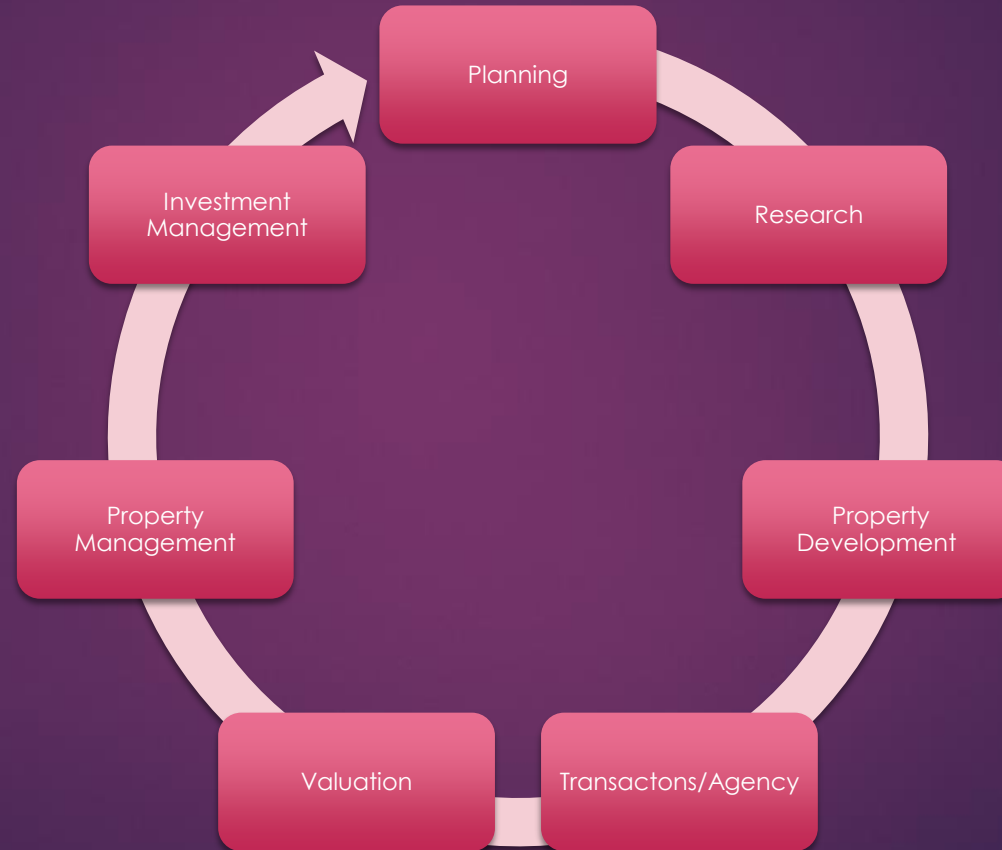 Planning
Research
Property
Development
Transactons/Agency
Valuation
Property
Management
Investment
Management